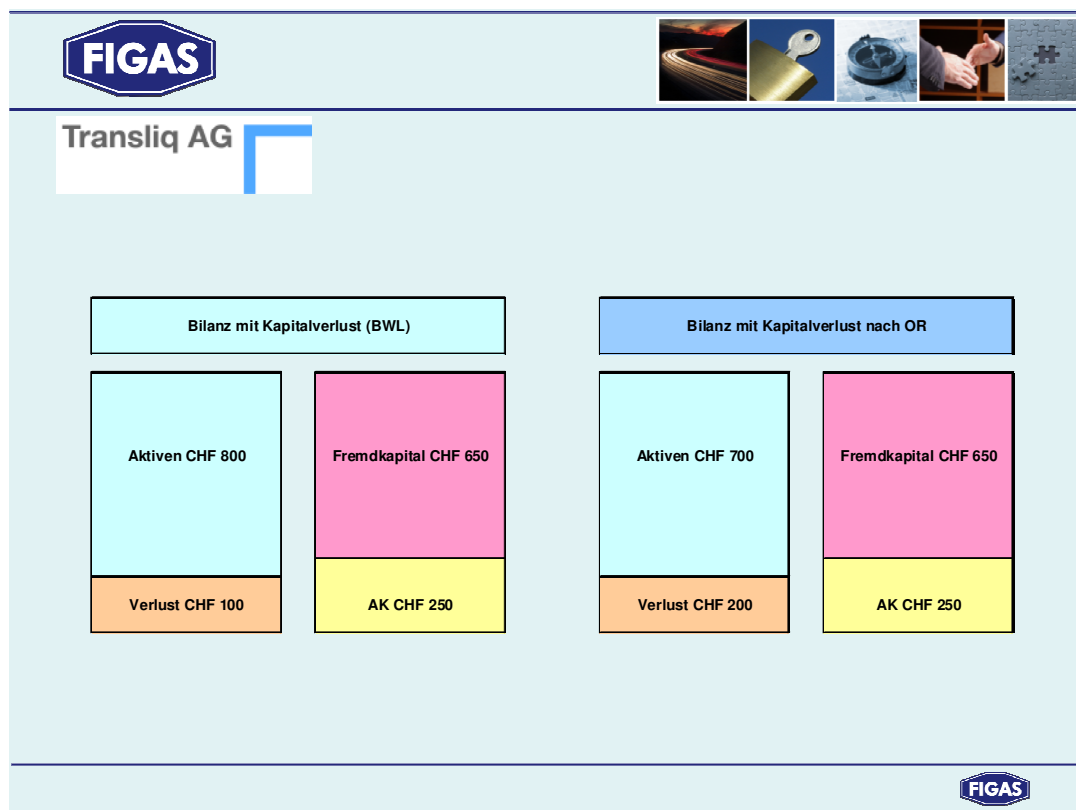 FIGAS
Transliq AG
Bilanz mit Kapitalverlust (BWL)
Bilanz mit Kapitalverlust nach OR
Aktiven CHF 800
Fremdkapital CHF 650
Aktiven CHF 700
Fremdkapital CHF 650
Verlust CHF 100
AK CHF 250
Verlust CHF 200
AK CHF 250
FIGAS